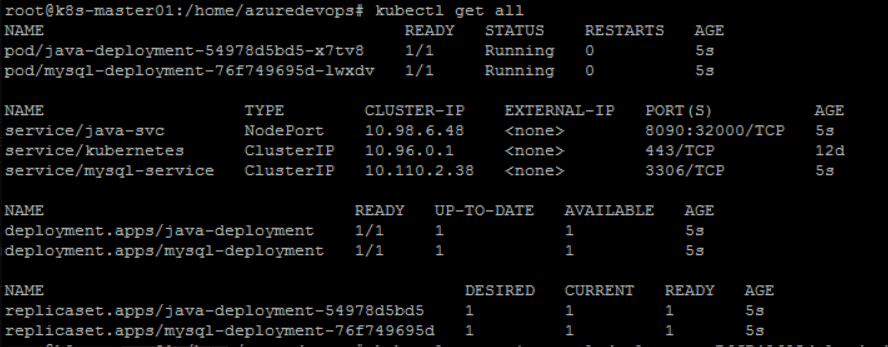 root@k8s-master01:/home/azuredevops# kubectl get all
NAME READY STATUS RESTARTS AGE
pod/java-deployment-54978d5bd5-x7tv8 1/1 Running 0 5s
pod/mysql-deployment-76f749695d-lwxdv 1/1 Running 0 5s
NAME TYPE CLUSTER-IP EXTERNAL-IP PORT(S) AGE
service/java-svc NodePort 10.98.6.48 <none> 8090:32000/TCP 5s
service/kubernetes ClusterIP 10.96.0.1 <none> 443/TCP 12d
service/mysql-service ClusterIP 10.110.2.38 <none> 3306/TCP 5s
NAME READY UP-TO-DATE AVAILABLE AGE
deployment.apps/java-deployment 1/1 1 1 5s
deployment.apps/mysql-deployment 1/1 1 1 5s
NAME DESIRED CURRENT READY AGE
replicaset.apps/java-deployment-54978d5bd5 1 1 1 5s
replicaset.apps/mysql-deployment-76f749695d 1 1 1 5s